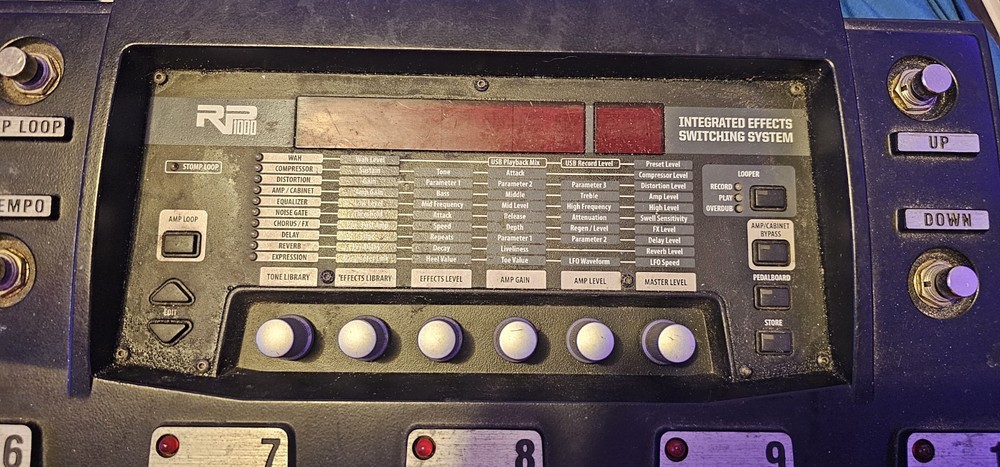 RP1000
INTEGRATED EFFECTS
SWITCHING SYSTEM
P LOOP
EMPO
UP
DOWN
STOMP LOOP
AMP LOOP
EDIT
WAH Wah Level USB Playback Mix USB Record Level Preset Level
COMPRESSOR Sustain Tone Attack Compressor Level
DISTORTION Parameter 1 Parameter 2 Parameter 3 Distortion Level
AMP / CABINET Amp Gain Bass Middle Treble Amp Level
EQUALIZER Mid Frequency Mid Level High Frequency High Level
NOISE GATE Attack Release Attenuation Swell Sensitivity
CHORUS / FX Speed Depth Regen / Level FX Level
DELAY Repeats Parameter 1 Parameter 2 Delay Level
REVERB Decay Liveliness Reverb Level
EXPRESSION Heel Value Toe Value LFO Waveform LFO Speed
TONE LIBRARY EFFECTS LIBRARY EFFECTS LEVEL AMP GAIN AMP LEVEL MASTER LEVEL
LOOPER
RECORD
PLAY
OVERDUB
AMP/CABINET
BYPASS
PEDALBOARD
STORE
6
7
8
9
1